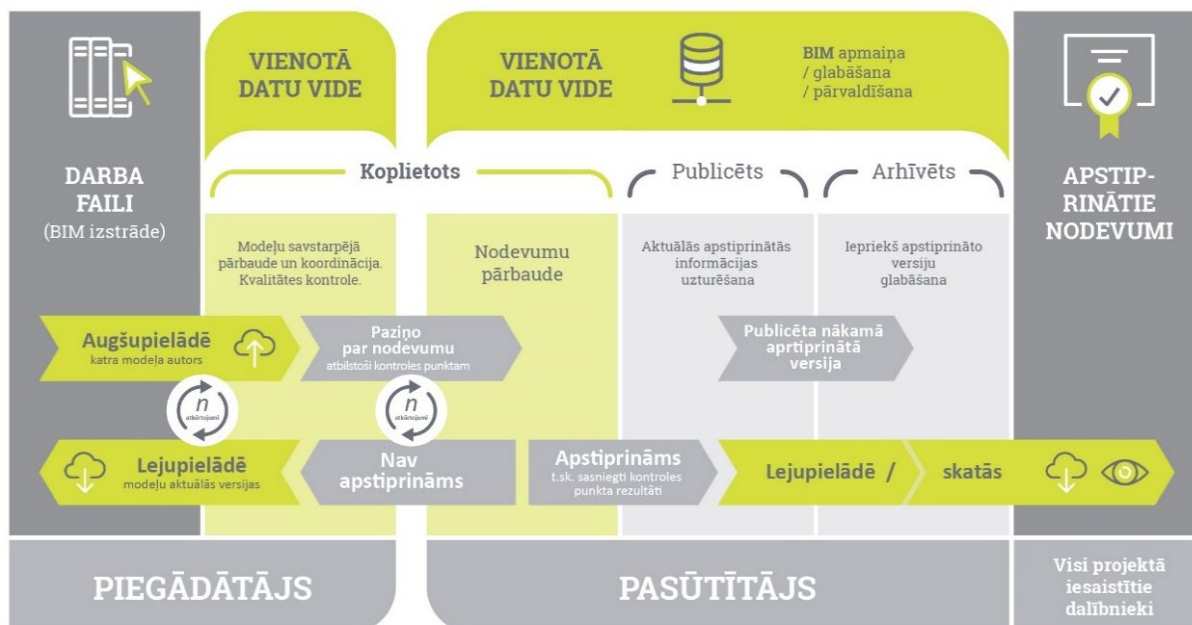 VIENOTĀ
DATU VIDE
VIENOTĀ
DATU VIDE
BIM apmaiņa
/ glabāšana
/ pārvaldīšana
DARBA
FAILI
(BIM izstrāde)
Koplietots
Publicēts
Arhīvēts
APSTIP-
RINĀTIE
NODEVUMI
Modeļu savstarpējā
pārbaude un koordinācija.
Kvalitātes kontrole.
Nodevumu
pārbaude
Aktuālās apstiprinātās
informācijas
uzturēšana
Iepriekš apstiprināto
versiju
glabāšana
Augšupielādē
katra modeļa autors
Paziņo
par nodevumu
atbilstoši kontroles punktam
Publicēta nākamā
aprtiprinātā
versija
n
atkārtojumi
n
atkārtojumi
Lejupielādē
modeļu aktuālās versijas
Nav
apstiprināms
Apstiprināms
t.sk. sasniegti kontroles
punkta rezultāti
Lejupielādē /
skatās
PIEGĀDĀTĀJS
PASŪTĪTĀJS
Visi projektā
iesaistītie
dalībnieki